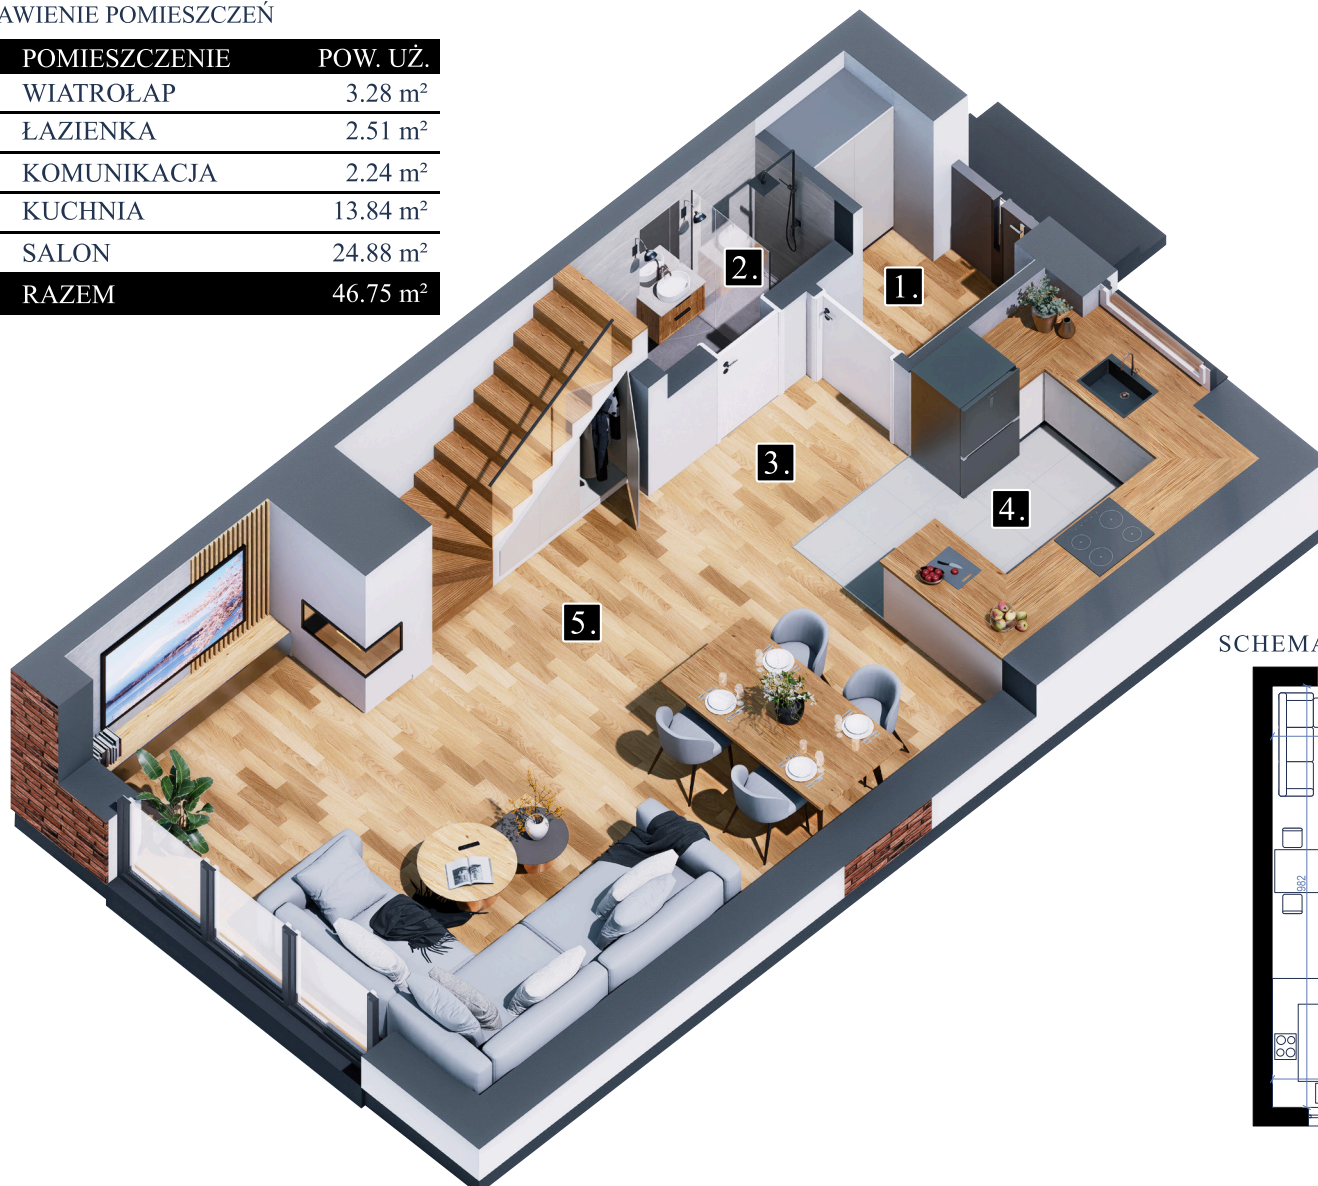 AWIENIE POMIESZCZEŃ
POMIESZCZENIE POW. UŻ.
WIATROŁAP 3.28 m²
ŁAZIENKA 2.51 m²
KOMUNIKACJA 2.24 m²
KUCHNIA 13.84 m²
SALON 24.88 m²
RAZEM 46.75 m²
2.
1.
3.
4.
5.
SCHEMA
982